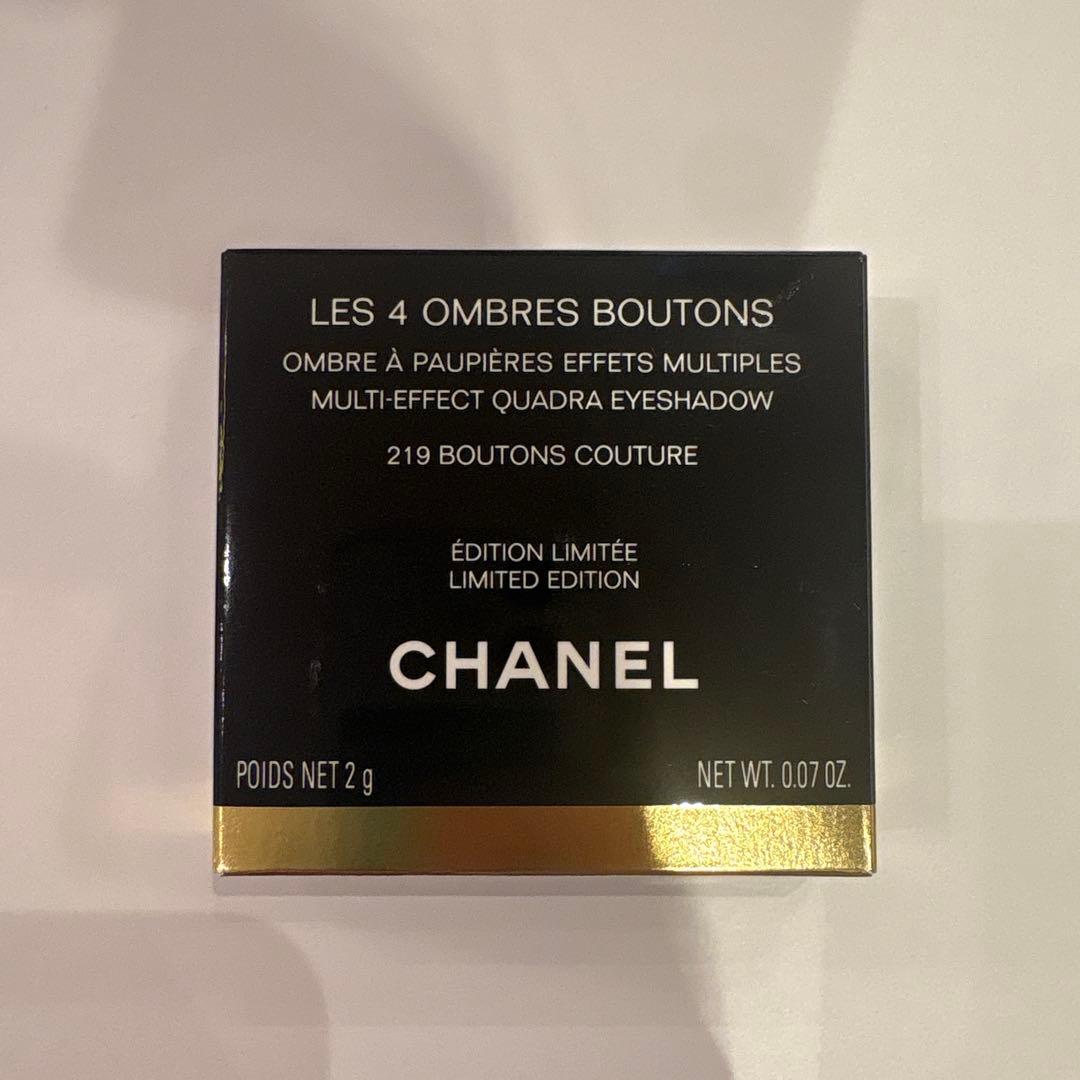 LES 4 OMBRES BOUTONS
OMBRE À PAUPIÈRES EFFETS MULTIPLES
MULTI-EFFECT QUADRA EYESHADOW
219 BOUTONS COUTURE
ÉDITION LIMITÉE
LIMITED EDITION
CHANEL
POIDS NET 2 g NET WT. 0.07 OZ.